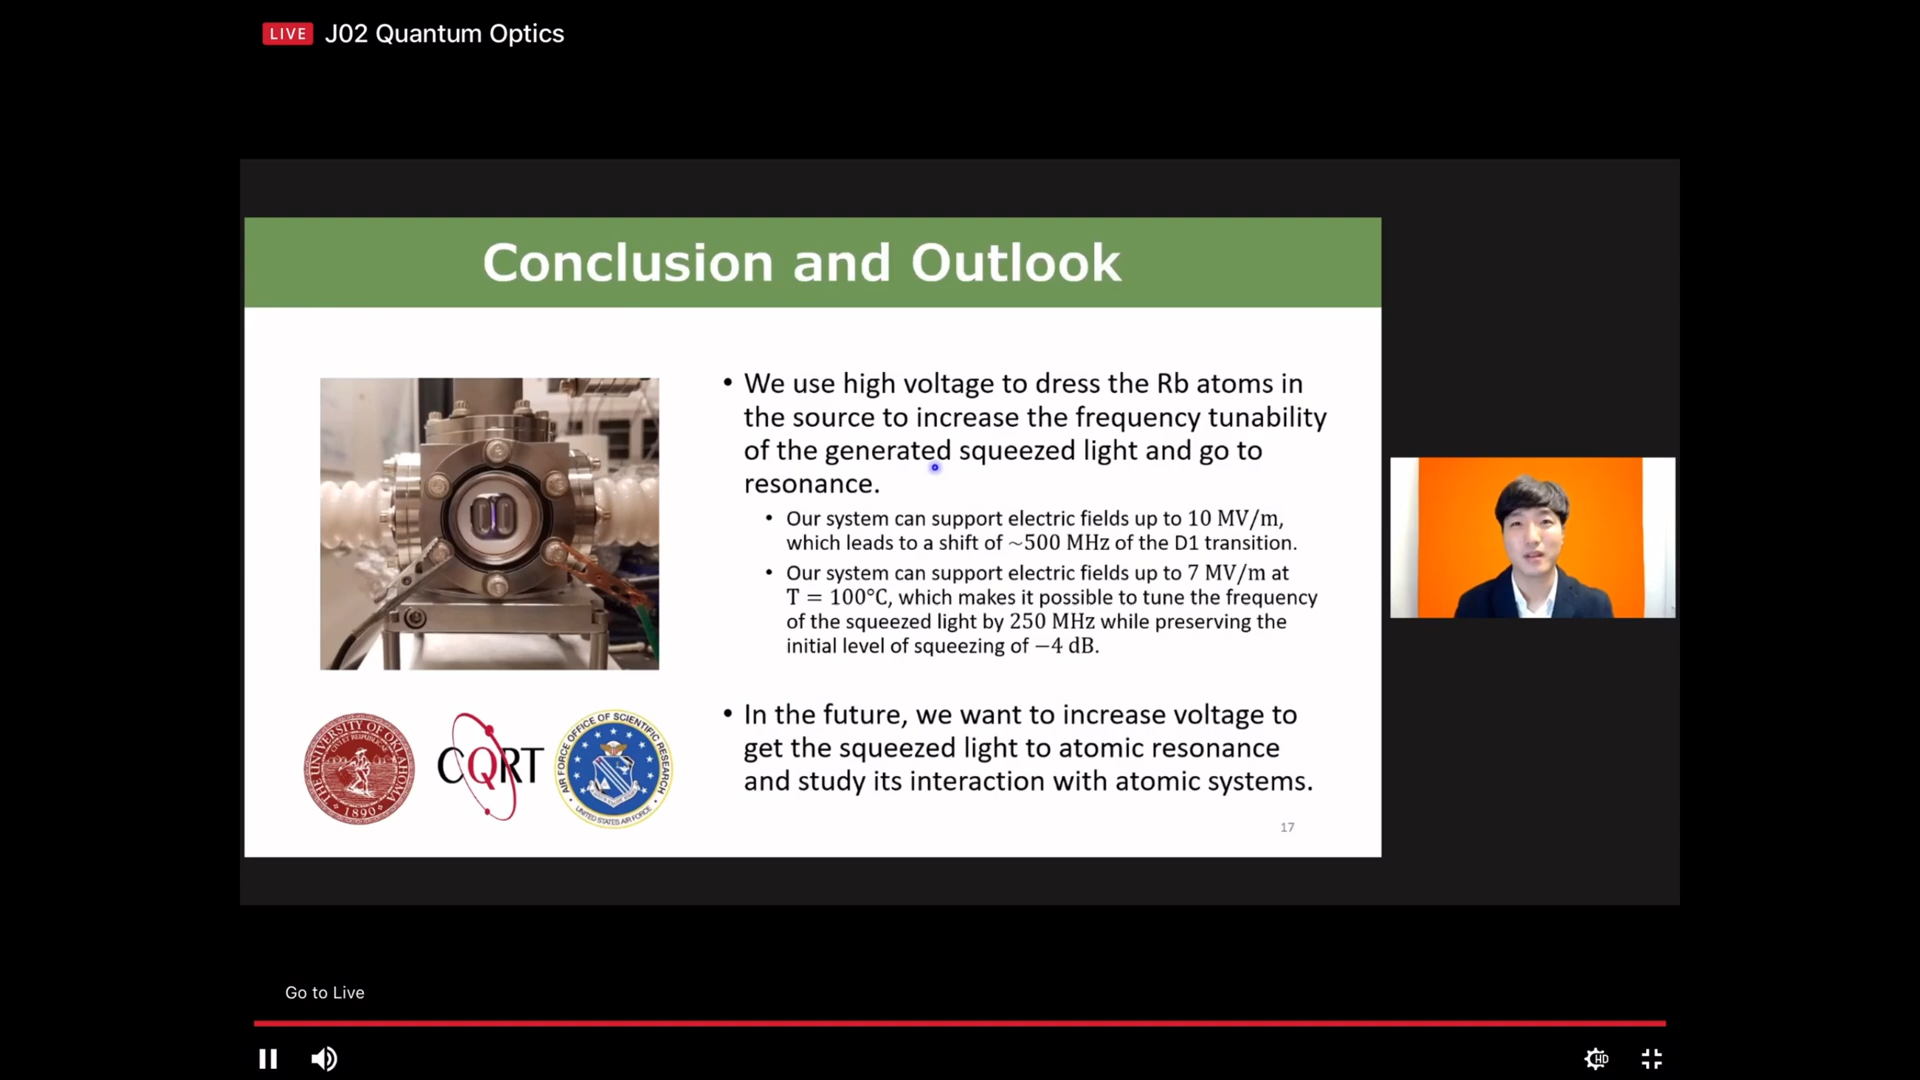 LIVE J02 Quantum Optics
Conclusion and Outlook
• We use high voltage to dress the Rb atoms in
the source to increase the frequency tunability
of the generated squeezed light and go to
resonance.
• Our system can support electric fields up to 10 MV/m,
which leads to a shift of ~500 MHz of the D1 transition.
• Our system can support electric fields up to 7 MV/m at
T = 100°C, which makes it possible to tune the frequency
of the squeezed light by 250 MHz while preserving the
initial level of squeezing of −4 dB.
• In the future, we want to increase voltage to
get the squeezed light to atomic resonance
and study its interaction with atomic systems.
THE UNIVERSITY OF OKLAHOMA
1890
CQRT
AIR FORCE OFFICE OF SCIENTIFIC RESEARCH
UNITED STATES AIR FORCE
17
Go to Live
HD